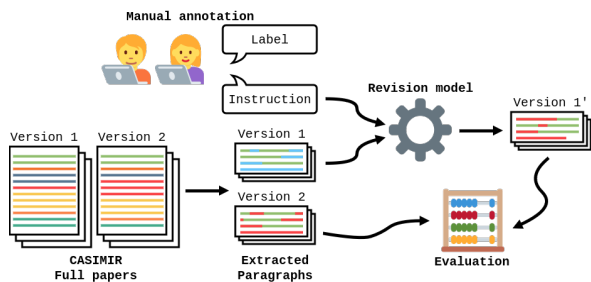 Manual annotation
Label
Instruction
Revision model
Version 1'
Version 1
Version 2
Version 1
Version 2
CASIMIR
Full papers
Extracted
Paragraphs
Evaluation